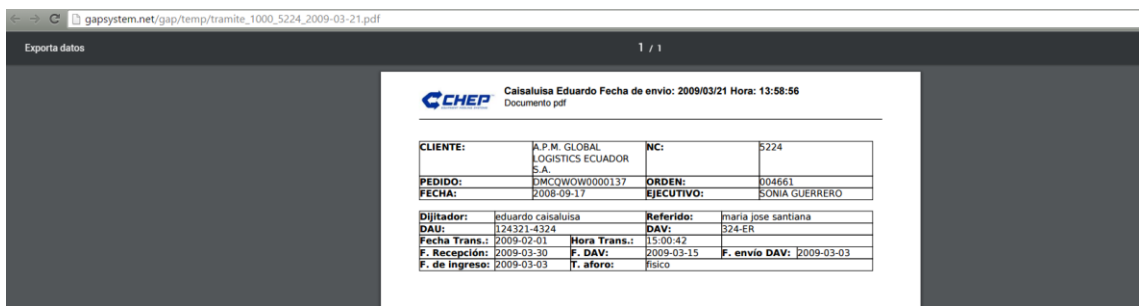 gapsystem.net/gap/temp/tramite_1000_5224_2009-03-21.pdf
Exporta datos 1 / 1
CHEP Caisaluisa Eduardo Fecha de envio: 2009/03/21 Hora: 13:58:56
Documento pdf
CLIENTE: A.P.M. GLOBAL NC: 5224
LOGISTICS ECUADOR
S.A.
PEDIDO: DMCQWOW0000137 ORDEN: 004661
FECHA: 2008-09-17 EJECUTIVO: SONIA GUERRERO
Dijitador: eduardo caisaluisa Referido: maria jose santiana
DAU: 124321-4324 DAV: 324-ER
Fecha Trans.: 2009-02-01 Hora Trans.: 15:00:42
F. Recepción: 2009-03-30 F. DAV: 2009-03-15 F. envío DAV: 2009-03-03
F. de ingreso: 2009-03-03 T. aforo: fisico